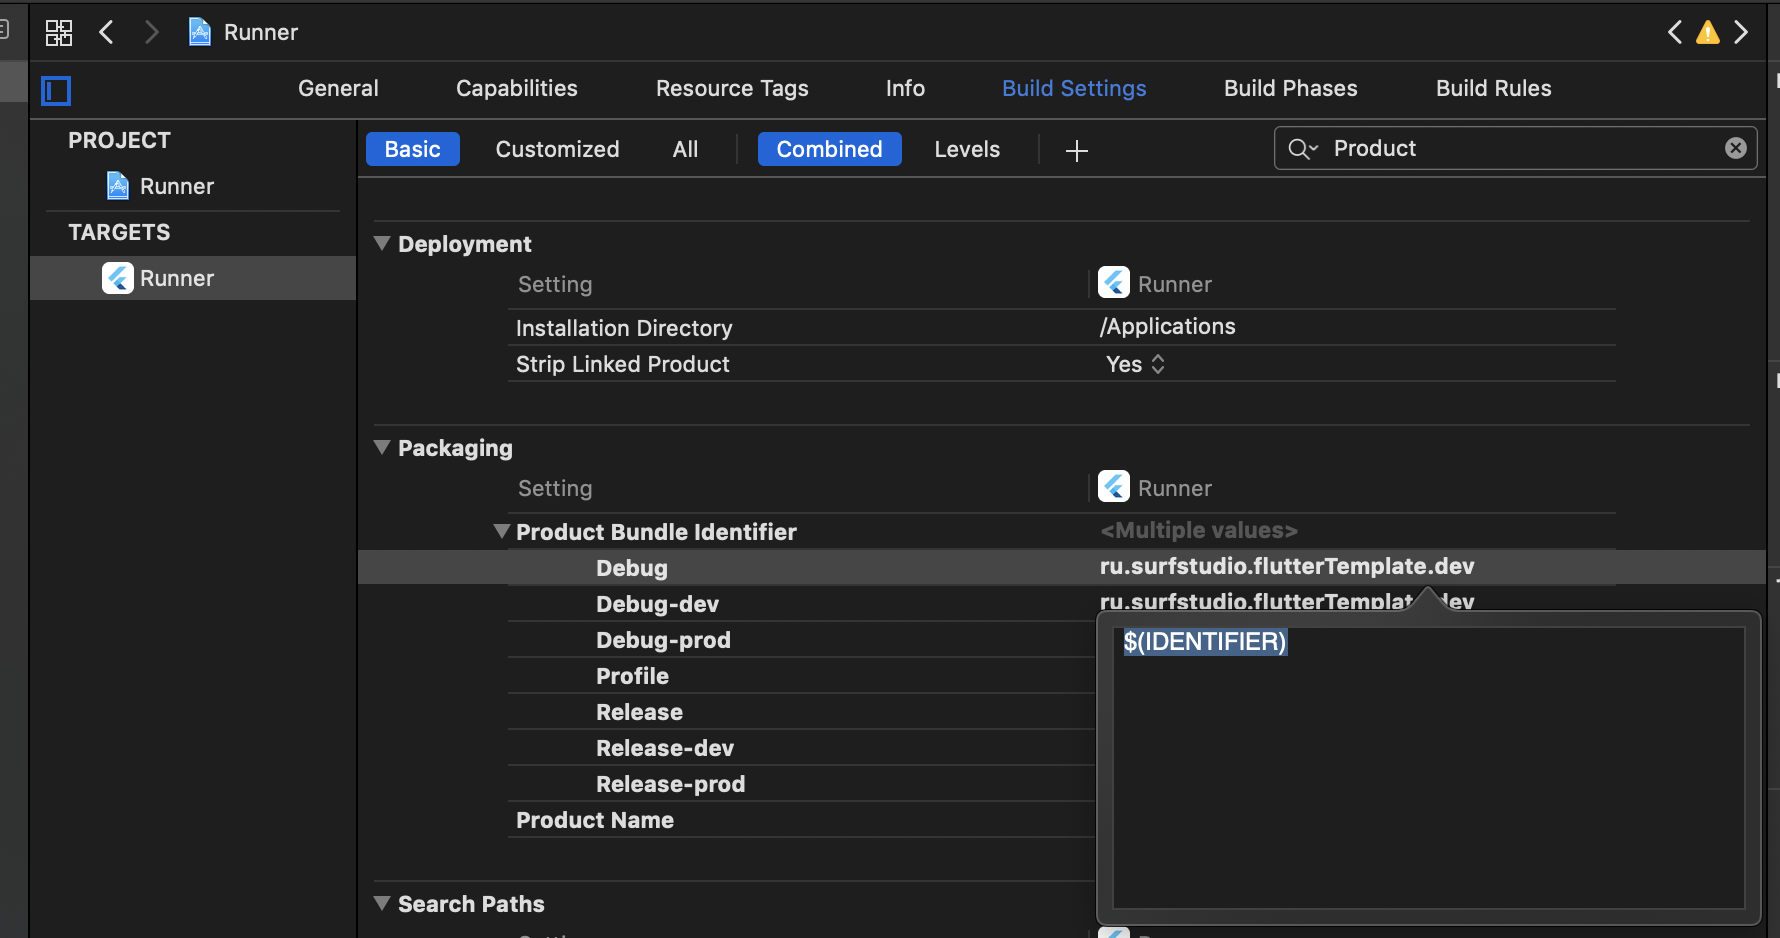 Runner
General Capabilities Resource Tags Info Build Settings Build Phases Build Rules
PROJECT
Runner
TARGETS
Runner
Basic Customized All Combined Levels + Product
Deployment
Setting Runner
Installation Directory /Applications
Strip Linked Product Yes
Packaging
Setting Runner
Product Bundle Identifier <Multiple values>
Debug ru.surfstudio.flutterTemplate.dev
Debug-dev ru.surfstudio.flutterTemplate.dev
Debug-prod
$(IDENTIFIER)
Profile
Release
Release-dev
Release-prod
Product Name
Search Paths